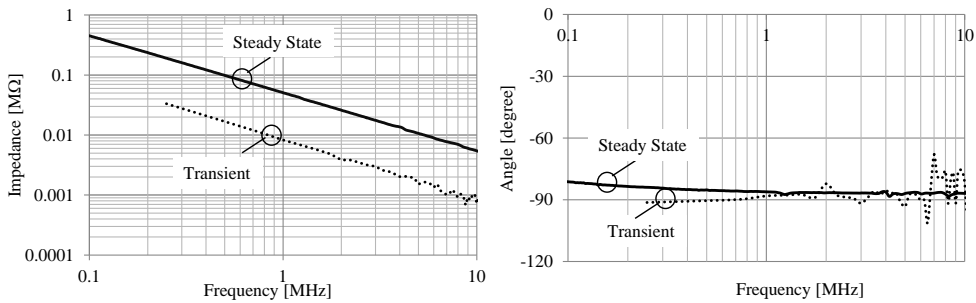 1
0.1
0.01
0.001
0.0001
Impedance [MΩ]
Steady State
Transient
0.1
1
10
Frequency [MHz]
0
-30
-60
-90
-120
Angle [degree]
0.1
1
10
Steady State
Transient
Frequency [MHz]